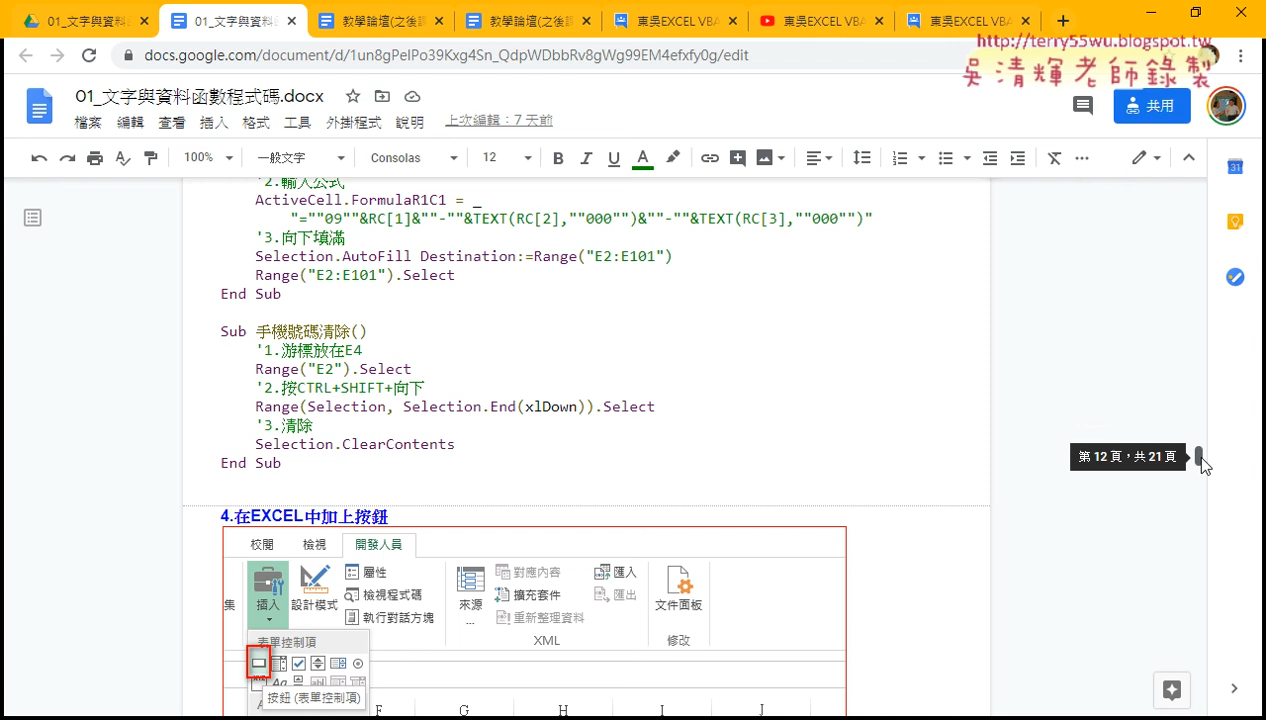 01_文字與資料函
01_文字與資料函
教學論壇(之後
教學論壇(之後
東吳EXCEL VBA
東吳EXCEL VBA
東吳EXCEL VBA
docs.google.com/document/d/1un8gPelPo39Kxg4Sn_QdpWDbbRv8gWg99EM4efxfy0g/edit
http://terry55wu.blogspot.tw
吳清輝老師錄製
01_文字與資料函數程式碼.docx
檔案 編輯 查看 插入 格式 工具 外掛程式 說明 上次編輯：7 天前
共用
100% 一般文字 Consolas 12 B I U A
31
'2.輸入公式
ActiveCell.FormulaR1C1 = _
"=""09""&RC[1]&""-""&TEXT(RC[2],""000"")&""-""&TEXT(RC[3],""000"")"
'3.向下填滿
Selection.AutoFill Destination:=Range("E2:E101")
Range("E2:E101").Select
End Sub
Sub 手機號碼清除()
'1.游標放在E4
Range("E2").Select
'2.按CTRL+SHIFT+向下
Range(Selection, Selection.End(xlDown)).Select
'3.清除
Selection.ClearContents
End Sub
第 12 頁，共 21 頁
4.在EXCEL中加上按鈕
校閱 檢視 開發人員
屬性
檢視程式碼
執行對話方塊
集 插入 設計模式
來源
...
對應內容
擴充套件
重新整理資料
匯入
匯出
文件面板
XML
修改
表單控制項
按鈕 (表單控制項)
F G H I J